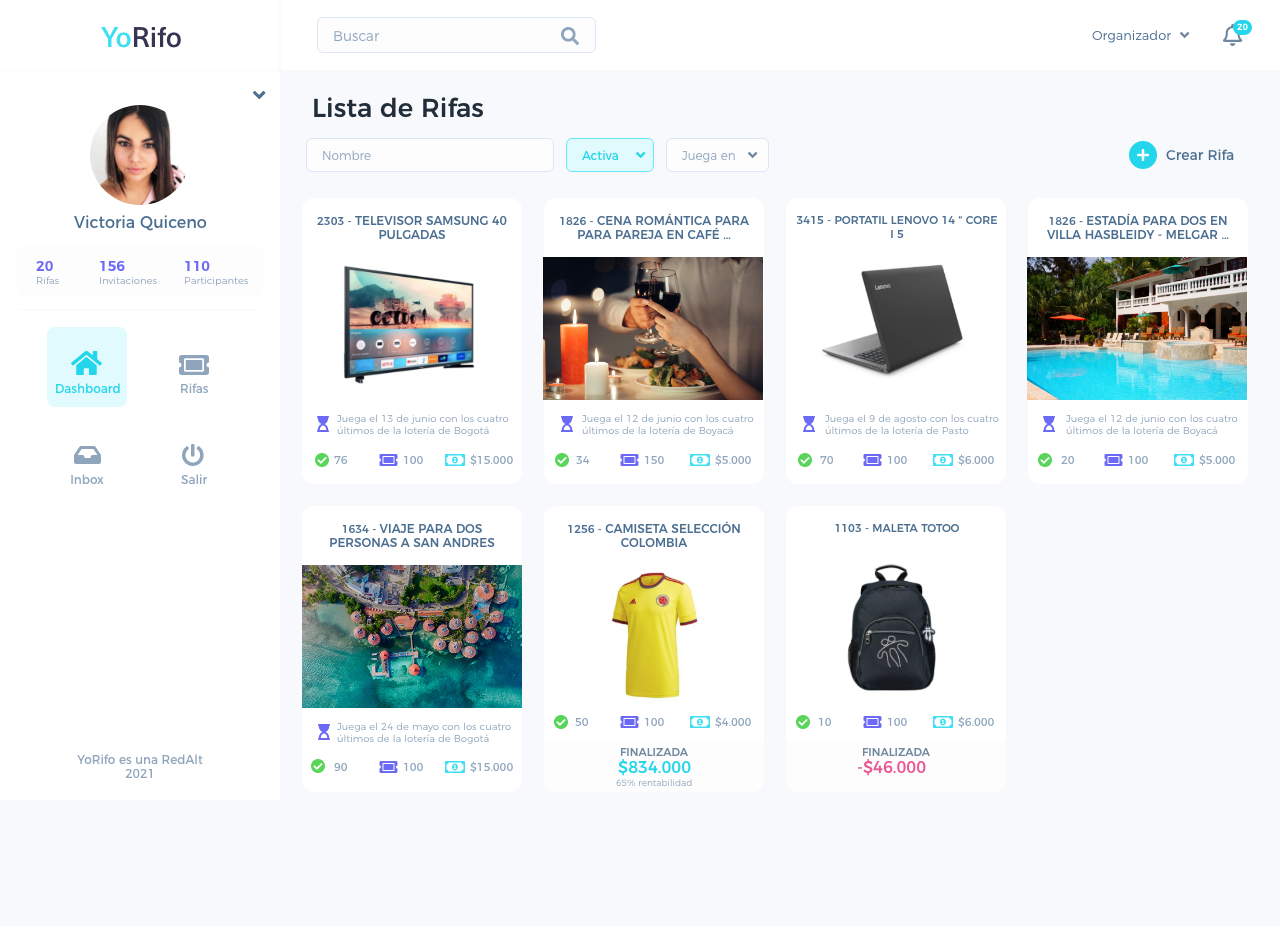 YoRifo
Buscar
Organizador
20
Victoria Quiceno
20 156 110
Rifas Invitaciones Participantes
Dashboard Rifas
Inbox Salir
YoRifo es una RedAlt
2021
Lista de Rifas
Nombre Activa Juega en Crear Rifa
2303 - TELEVISOR SAMSUNG 40
PULGADAS
Juega el 13 de junio con los cuatro
últimos de la lotería de Bogotá
76 100 $15.000
1826 - CENA ROMÁNTICA PARA
PARA PAREJA EN CAFÉ ...
Juega el 12 de junio con los cuatro
últimos de la lotería de Boyacá
34 150 $5.000
3415 - PORTATIL LENOVO 14 “ CORE
I 5
Lenovo
Juega el 9 de agosto con los cuatro
últimos de la lotería de Pasto
70 100 $6.000
1826 - ESTADÍA PARA DOS EN
VILLA HASBLEIDY - MELGAR ...
Juega el 12 de junio con los cuatro
últimos de la lotería de Boyacá
20 100 $5.000
1634 - VIAJE PARA DOS
PERSONAS A SAN ANDRES
Juega el 24 de mayo con los cuatro
últimos de la lotería de Bogotá
90 100 $15.000
1256 - CAMISETA SELECCIÓN
COLOMBIA
50 100 $4.000
FINALIZADA
$834.000
65% rentabilidad
1103 - MALETA TOTOO
10 100 $6.000
FINALIZADA
-$46.000